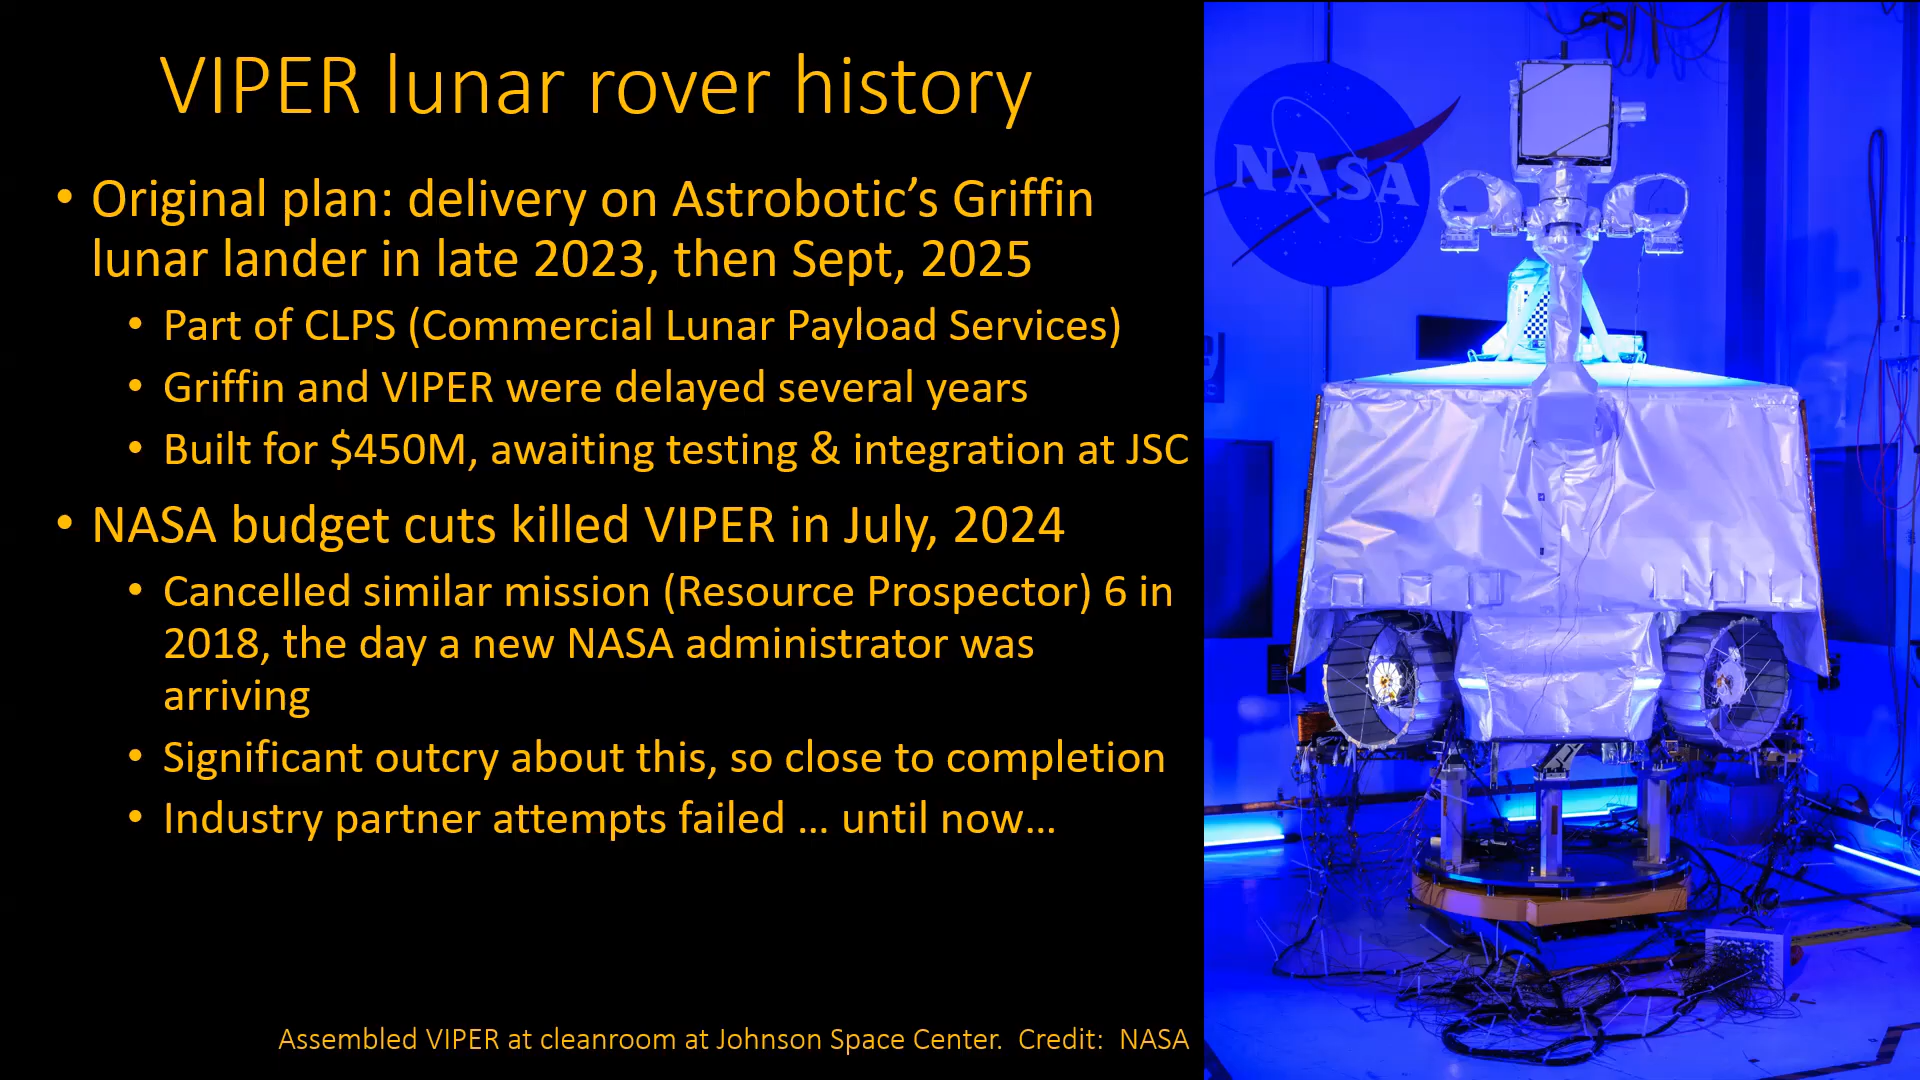 VIPER lunar rover history
• Original plan: delivery on Astrobotic’s Griffin
lunar lander in late 2023, then Sept, 2025
• Part of CLPS (Commercial Lunar Payload Services)
• Griffin and VIPER were delayed several years
• Built for $450M, awaiting testing & integration at JSC
• NASA budget cuts killed VIPER in July, 2024
• Cancelled similar mission (Resource Prospector) 6 in
2018, the day a new NASA administrator was
arriving
• Significant outcry about this, so close to completion
• Industry partner attempts failed … until now…
Assembled VIPER at cleanroom at Johnson Space Center. Credit: NASA
NASA